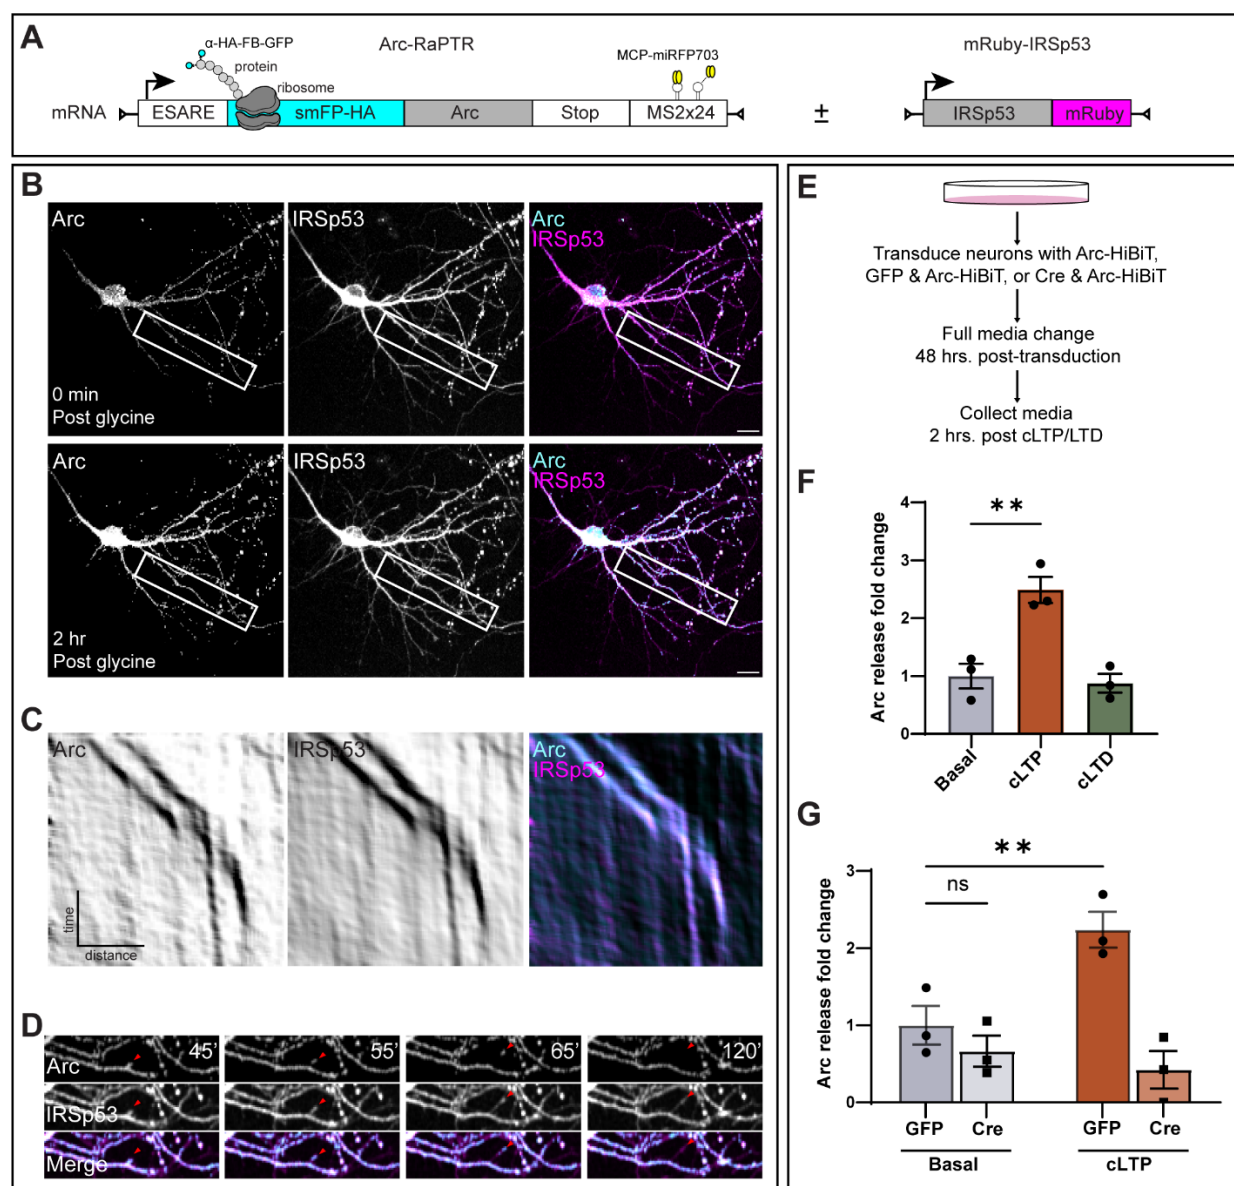 A
α-HA-FB-GFP
Arc-RaPTR
MCP-miRFP703
mRuby-IRSp53
protein
ribosome
mRNA
ESARE
smFP-HA
Arc
Stop
MS2x24
±
IRSp53
mRuby
B
Arc
IRSp53
Arc
IRSp53
0 min
Post glycine
Arc
IRSp53
Arc
IRSp53
2 hr
Post glycine
C
Arc
IRSp53
Arc
IRSp53
time
distance
D
Arc
45’
55’
65’
120’
IRSp53
Merge
E
Transduce neurons with Arc-HiBiT,
GFP & Arc-HiBiT, or Cre & Arc-HiBiT
Full media change
48 hrs. post-transduction
Collect media
2 hrs. post cLTP/LTD
F
Arc release fold change
4
3
2
1
0
**
Basal
cLTP
cLTD
G
Arc release fold change
3
2
1
0
**
ns
GFP
Cre
GFP
Cre
Basal
cLTP